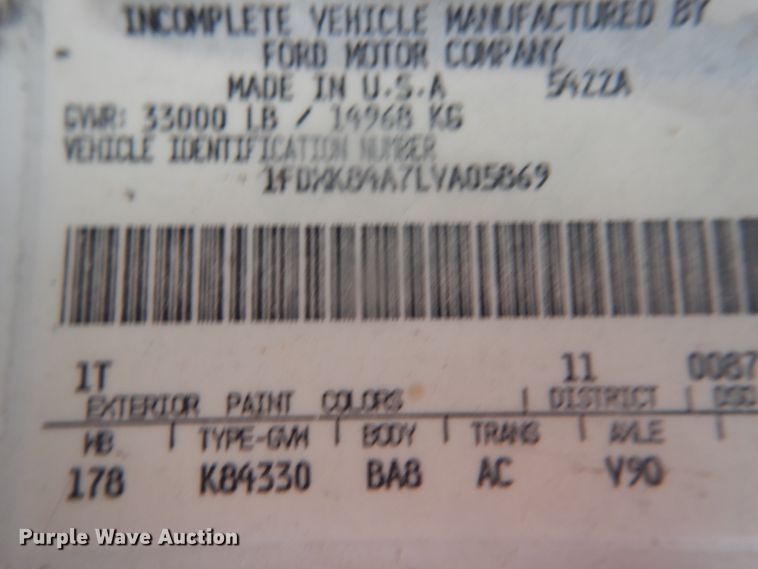 INCOMPLETE VEHICLE MANUFACTURED BY
FORD MOTOR COMPANY
MADE IN U.S.A 5422A
GVWR: 33000 LB / 14968 KG
VEHICLE IDENTIFICATION NUMBER
1FDXK84A7LVA05869
1T 11 0087
EXTERIOR PAINT COLORS | DISTRICT | DSO
WB | TYPE-GVW | BODY | TRANS | AXLE |
178 K84330 BA8 AC V90
Purple Wave Auction